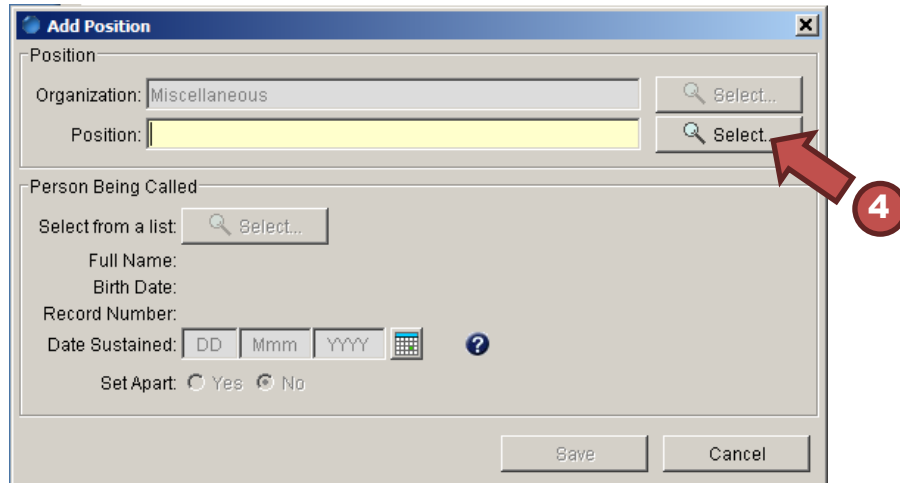 Add Position
Position
Organization: Miscellaneous Select...
Position: Select...
4
Person Being Called
Select from a list: Select...
Full Name:
Birth Date:
Record Number:
Date Sustained: DD Mmm YYYY ?
Set Apart: Yes No
Save Cancel